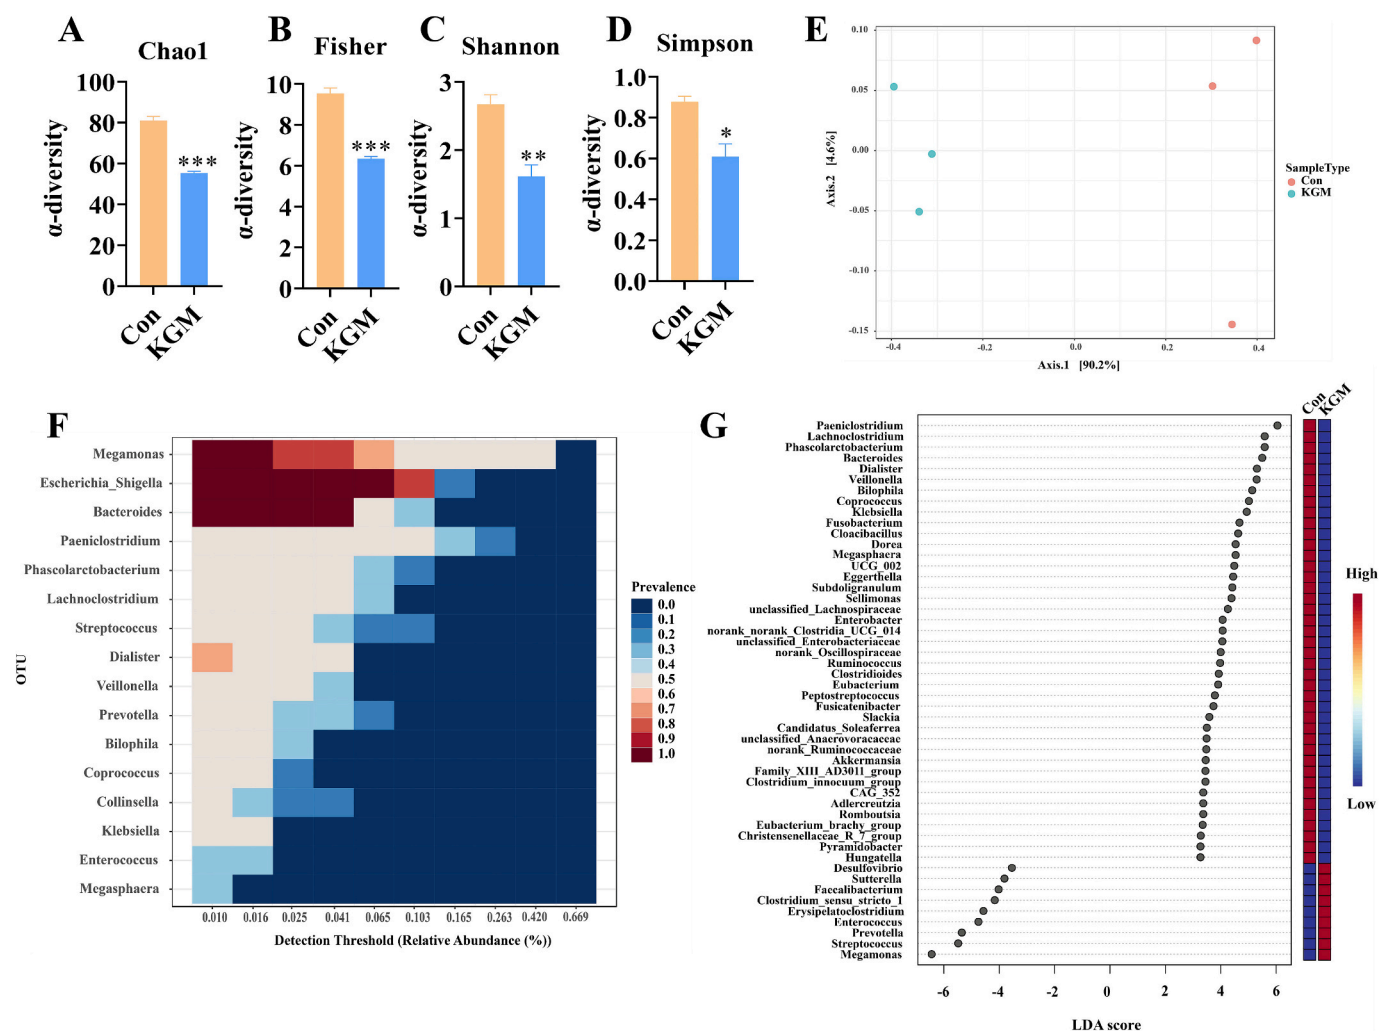 A
Chao1
α-diversity
100
80
60
40
20
0
***
Con
KGM
B
Fisher
α-diversity
10
8
6
4
2
0
***
Con
KGM
C
Shannon
α-diversity
3
2
1
0
**
Con
KGM
D
Simpson
α-diversity
1.0
0.8
0.6
0.4
0.2
0.0
*
Con
KGM
E
Axis.2 [4.6%]
0.10
0.05
0.00
-0.05
-0.10
-0.15
-0.4
-0.2
0.0
0.2
0.4
Axis.1 [90.2%]
SampleType
Con
KGM
F
OTU
Megamonas
Escherichia_Shigella
Bacteroides
Paeniclostridium
Phascolarctobacterium
Lachnoclostridium
Streptococcus
Dialister
Veillonella
Prevotella
Bilophila
Coprococcus
Collinsella
Klebsiella
Enterococcus
Megasphaera
0.010 0.016 0.025 0.041 0.065 0.103 0.165 0.263 0.420 0.669
Detection Threshold (Relative Abundance (%))
Prevalence
0.0
0.1
0.2
0.3
0.4
0.5
0.6
0.7
0.8
0.9
1.0
G
Con
KGM
Paeniclostridium
Lachnoclostridium
Phascolarctobacterium
Bacteroides
Dialister
Veillonella
Bilophila
Coprococcus
Klebsiella
Fusobacterium
Cloacibacillus
Dorea
Megasphaera
UCG_002
Eggerthella
Subdoligranulum
Sellimonas
unclassified_Lachnospiraceae
Enterobacter
norank_norank_Clostridia_UCG_014
unclassified_Enterobacteriaceae
norank_Oscillospiraceae
Ruminococcus
Clostridioides
Eubacterium
Peptostreptococcus
Fusicatenibacter
Slackia
Candidatus_Soleaferrea
unclassified_Anaerovoracaceae
norank_Ruminococcaceae
Akkermansia
Family_XIII_AD3011_group
Clostridium_innocuum_group
CAG_352
Adlercreutzia
Romboutsia
Eubacterium_brachy_group
Christensenellaceae_R_7_group
Pyramidobacter
Hungatella
Desulfovibrio
Sutterella
Faecalibacterium
Clostridium_sensu_stricto_1
Erysipelatoclostridium
Enterococcus
Prevotella
Streptococcus
Megamonas
-6 -4 -2 0 2 4 6
LDA score
High
Low